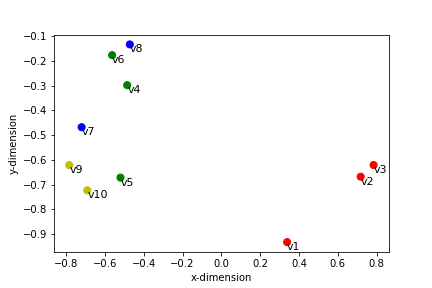 −0.1
−0.2
−0.3
−0.4
−0.5
−0.6
−0.7
−0.8
−0.9
y-dimension
v8
v6
v4
v7
v9
v10
v5
v3
v2
v1
−0.8 −0.6 −0.4 −0.2 0.0 0.2 0.4 0.6 0.8
x-dimension